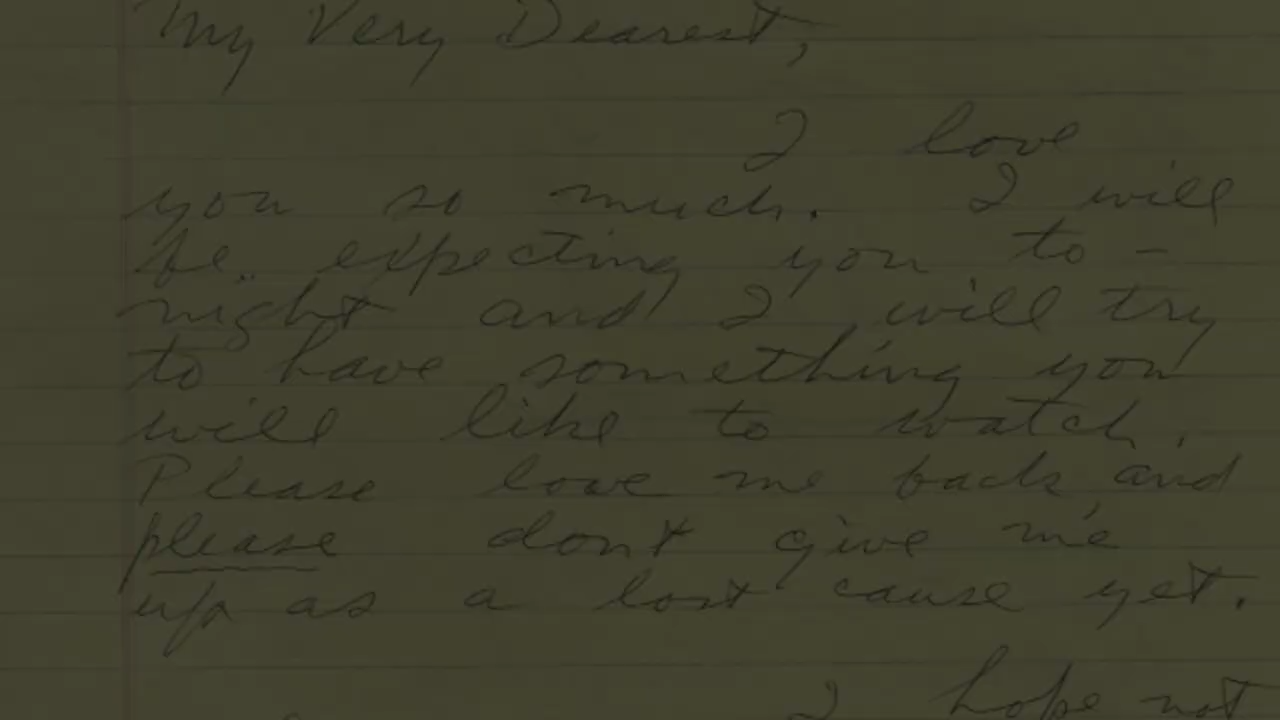 My Very Dearest,
I love
you so much. I will
be expecting you to-
night and I will try
to have something you
will like to watch.
Please love me back and
please don't give me
up as a lost cause yet.
I hope not